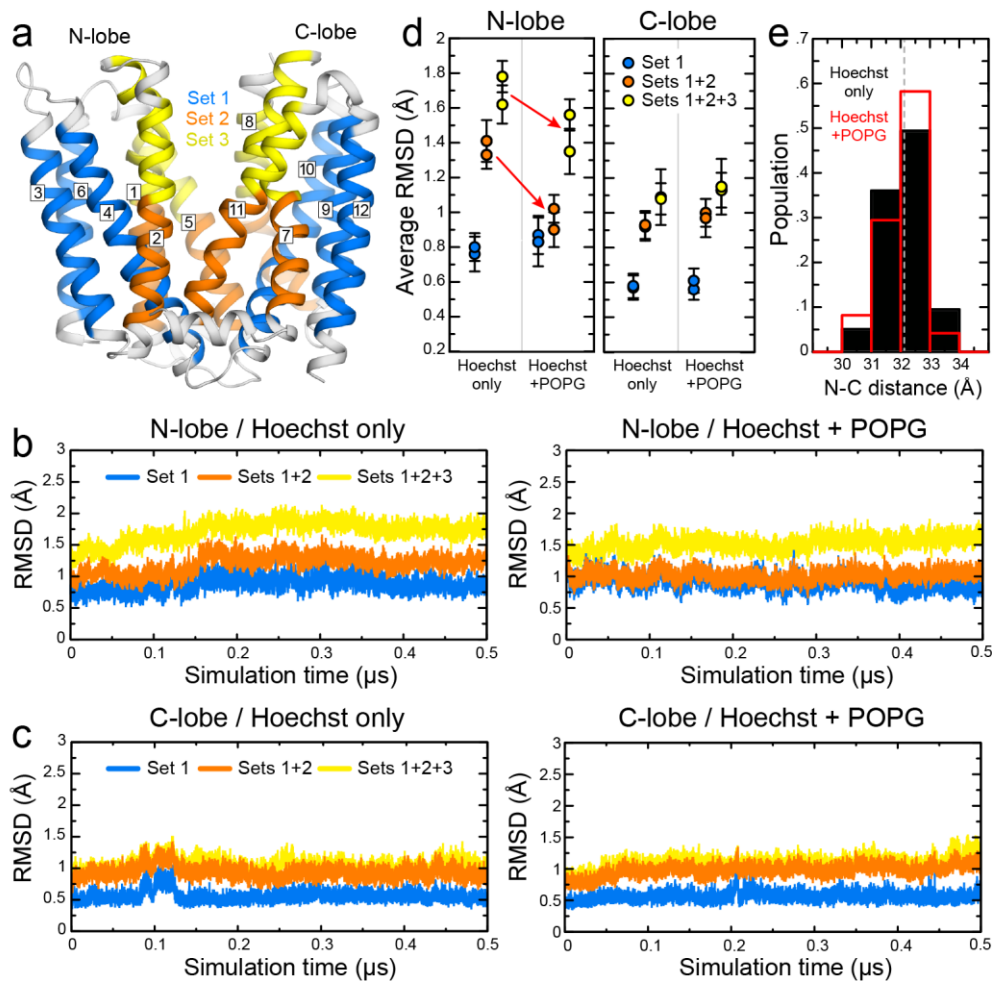 a
N-lobe
C-lobe
Set 1
Set 2
Set 3
8
10
3
6
1
4
5
11
9
12
2
7
d
N-lobe
C-lobe
Average RMSD (Å)
2
1.8
1.6
1.4
1.2
1
0.8
0.6
0.4
0.2
Set 1
Sets 1+2
Sets 1+2+3
Hoechst only
Hoechst +POPG
Hoechst only
Hoechst +POPG
e
Population
.7
.6
.5
.4
.3
.2
.1
0
Hoechst
only
Hoechst
+POPG
30 31 32 33 34
N-C distance (Å)
b
N-lobe / Hoechst only
RMSD (Å)
3
2.5
2
1.5
1
0.5
0
Set 1 Sets 1+2 Sets 1+2+3
0 0.1 0.2 0.3 0.4 0.5
Simulation time (µs)
N-lobe / Hoechst + POPG
RMSD (Å)
3
2.5
2
1.5
1
0.5
0
0 0.1 0.2 0.3 0.4 0.5
Simulation time (µs)
c
C-lobe / Hoechst only
RMSD (Å)
3
2.5
2
1.5
1
0.5
0
Set 1 Sets 1+2 Sets 1+2+3
0 0.1 0.2 0.3 0.4 0.5
Simulation time (µs)
C-lobe / Hoechst + POPG
RMSD (Å)
3
2.5
2
1.5
1
0.5
0
0 0.1 0.2 0.3 0.4 0.5
Simulation time (µs)